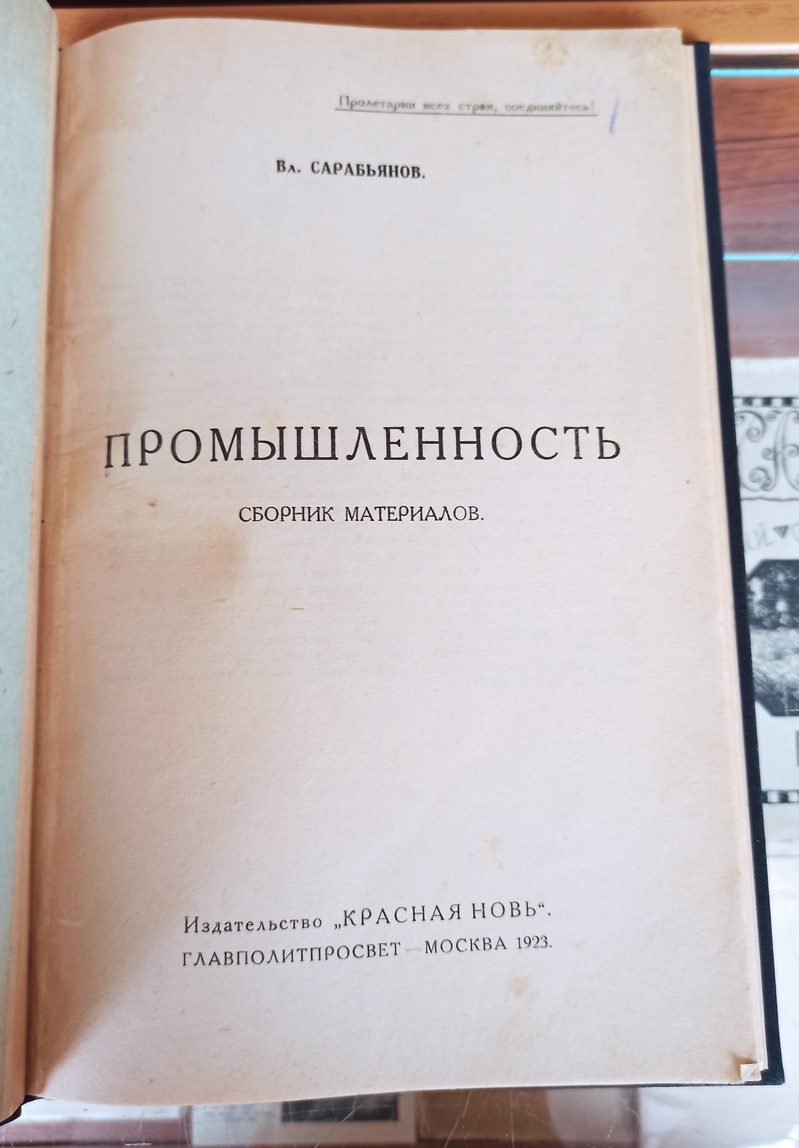 Пролетарии всех стран, соединяйтесь!
Вл. САРАБЬЯНОВ.
ПРОМЫШЛЕННОСТЬ
СБОРНИК МАТЕРИАЛОВ.
Издательство „КРАСНАЯ НОВЬ“.
ГЛАВПОЛИТПРОСВЕТ—МОСКВА 1923.